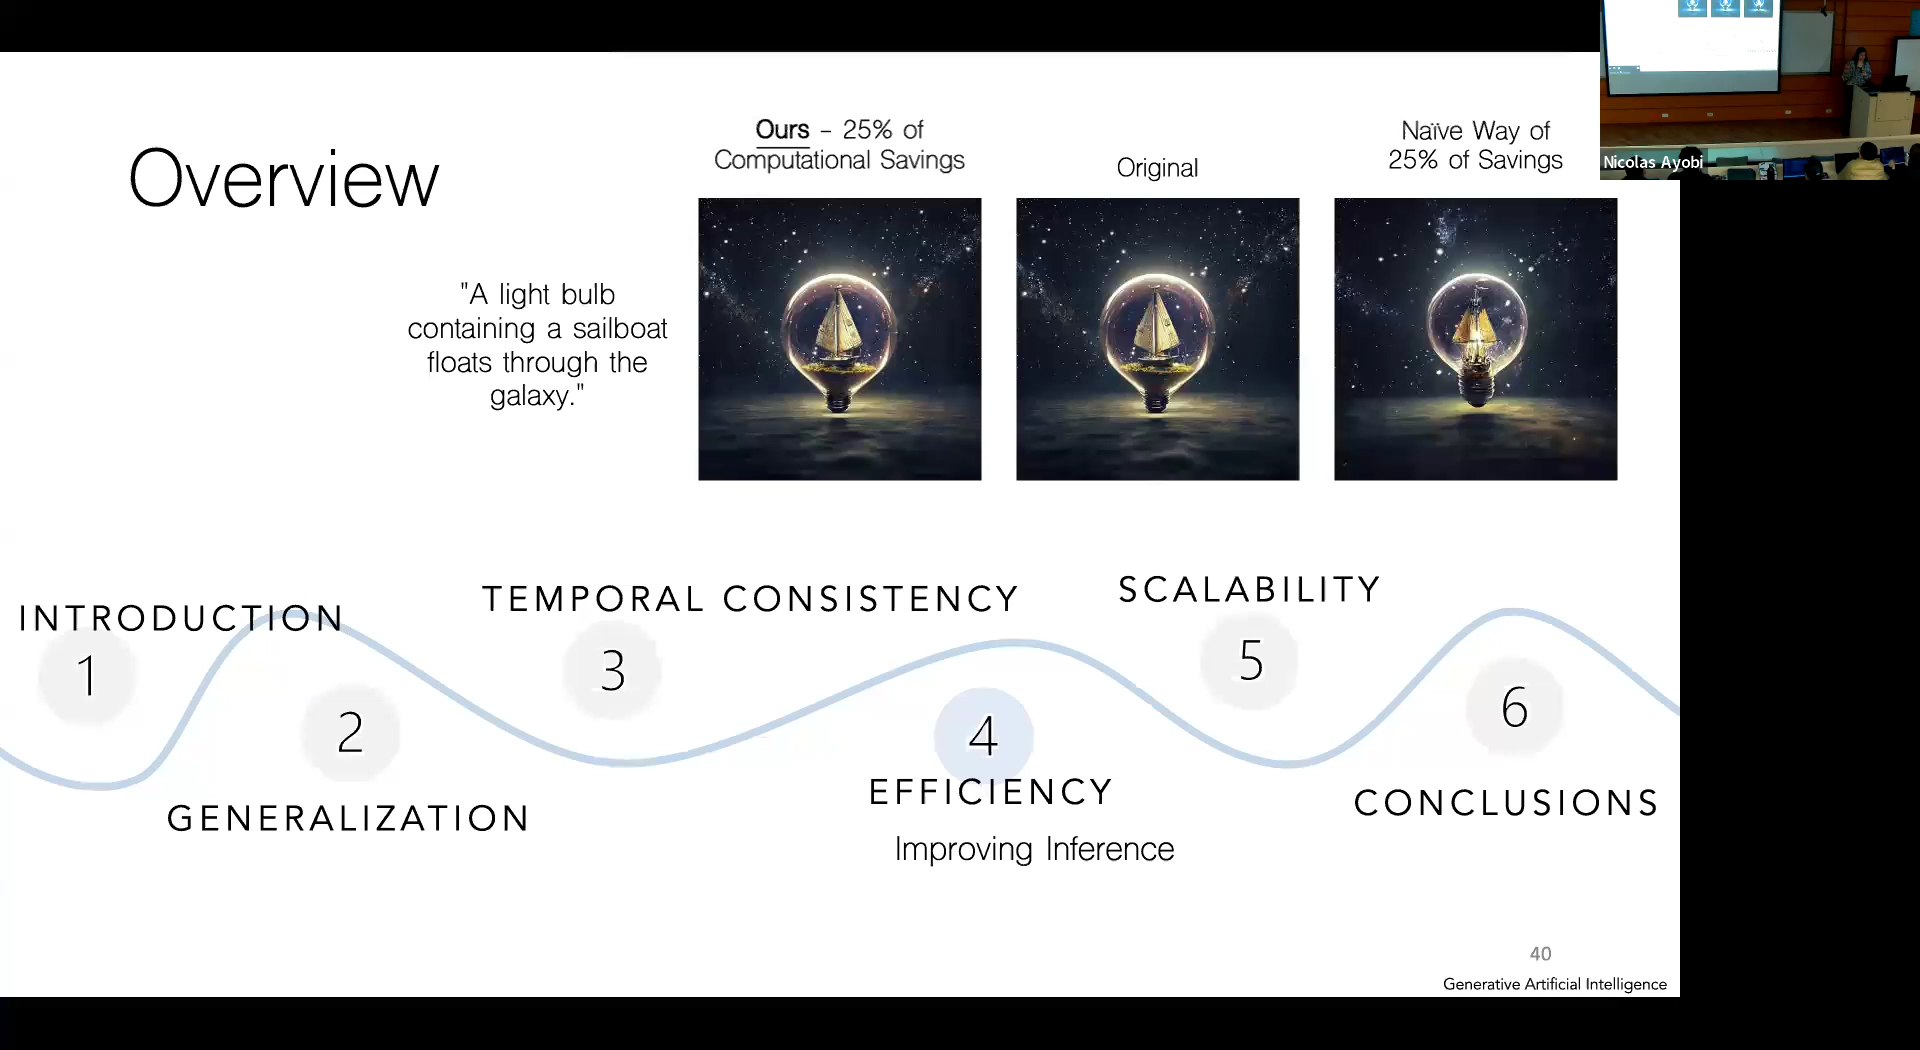 Overview
"A light bulb
containing a sailboat
floats through the
galaxy."
Ours – 25% of
Computational Savings
Original
Naïve Way of
25% of Savings
Nicolas Ayobi
INTRODUCTION
1
2
GENERALIZATION
TEMPORAL CONSISTENCY
3
4
EFFICIENCY
Improving Inference
SCALABILITY
5
6
CONCLUSIONS
40
Generative Artificial Intelligence